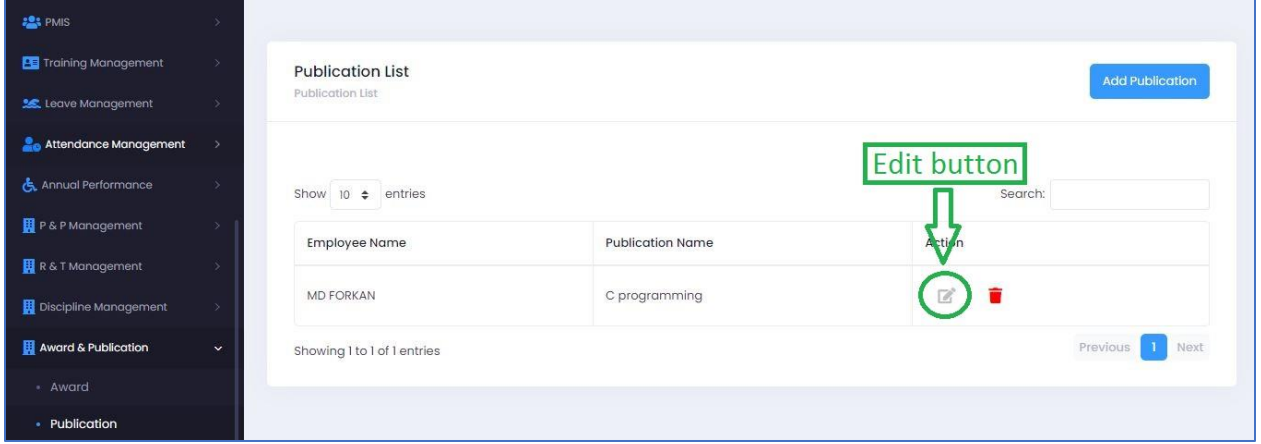 PMIS
Training Management
Leave Management
Attendance Management
Annual Performance
P & P Management
R & T Management
Discipline Management
Award & Publication
Award
Publication
Publication List
Publication List
Add Publication
Edit button
Show 10 entries
Search:
Employee Name Publication Name Action
MD FORKAN C programming
Showing 1 to 1 of 1 entries
Previous 1 Next